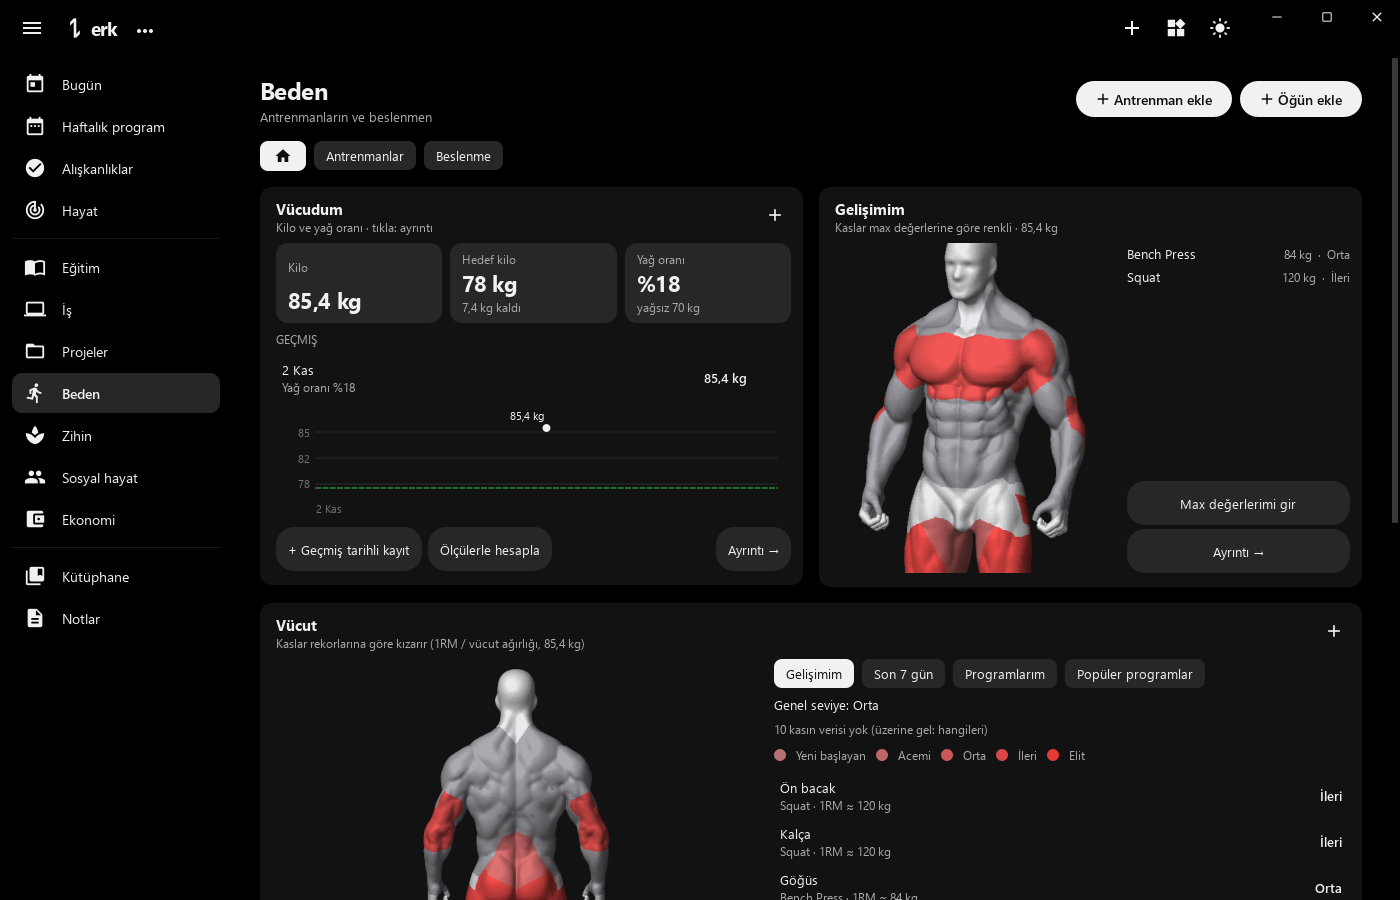 erk
Bugün
Haftalık program
Alışkanlıklar
Hayat
Eğitim
İş
Projeler
Beden
Zihin
Sosyal hayat
Ekonomi
Kütüphane
Notlar
Beden
Antrenmanların ve beslenmen
+ Antrenman ekle
+ Öğün ekle
Antrenmanlar
Beslenme
Vücudum
Kilo ve yağ oranı · tıkla: ayrıntı
Kilo
85,4 kg
Hedef kilo
78 kg
7,4 kg kaldı
Yağ oranı
%18
yağsız 70 kg
GEÇMİŞ
2 Kas
Yağ oranı %18
85,4 kg
85,4 kg
85
82
78
2 Kas
+ Geçmiş tarihli kayıt
Ölçülerle hesapla
Ayrıntı →
Gelişimim
Kaslar max değerlerine göre renkli · 85,4 kg
Bench Press 84 kg · Orta
Squat 120 kg · İleri
Max değerlerimi gir
Ayrıntı →
Vücut
Kaslar rekorlarına göre kızarır (1RM / vücut ağırlığı, 85,4 kg)
Gelişimim
Son 7 gün
Programlarım
Popüler programlar
Genel seviye: Orta
10 kasın verisi yok (üzerine gel: hangileri)
Yeni başlayan
Acemi
Orta
İleri
Elit
Ön bacak
Squat · 1RM ≈ 120 kg
İleri
Kalça
Squat · 1RM ≈ 120 kg
İleri
Göğüs
Bench Press · 1RM ≈ 84 kg
Orta